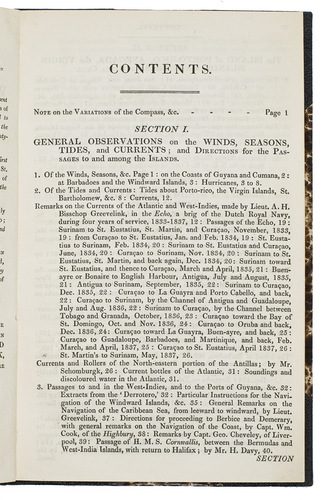 CONTENTS.
NOTE on the VARIATIONS of the Compass, &c. - - - Page 1
SECTION I.
GENERAL OBSERVATIONS on the WINDS, SEASONS,
TIDES, and CURRENTS; and DIRECTIONS for the PAS-
SAGES to and among the ISLANDS.
1. Of the Winds, Seasons, &c. Page 1: on the Coasts of Guyana and Cumana, 2:
at Barbadoes and the Windward Islands, 3: Hurricanes, 3 to 8.
2. Of the Tides and Currents: Tides about Porto-rico, the Virgin Islands, St.
Bartholomew, &c. 8: Currents, 12.
Remarks on the Currents of the Atlantic and West-Indies, made by Lieut. A. H.
Bisschop Greevelink, in the Echo, a brig of the Dutch Royal Navy,
during four years of service, 1833-1837, 12: Passages of the Echo, 19:
Surinam to St. Eustatius, St. Martin, and Curaçao, November, 1833,
19: from Curaçao to St. Eustatius, Jan. and Feb. 1834, 19: St. Eusta-
tius to Surinam, Feb. 1834, 20: Surinam to St. Eustatius and Curaçao,
June, 1834, 20: Curaçao to Surinam, Nov. 1834, 20: Surinam to St.
Eustatius, St. Martin, and back again, Dec. 1834, 20: Surinam toward
St. Eustatius, and thence to Curaçao, March and April, 1835, 21: Buen-
ayre or Bonaire to English Harbour, Antigua, July and August, 1835,
21: Antigua to Surinam, September, 1835, 22: Surinam to Curaçao,
Dec. 1835, 22: Curaçao to La Guayra and Porto Cabello, and back,
22: Curaçao to Surinam, by the Channel of Antigua and Guadaloupe,
July and Aug. 1836, 22: Surinam to Curaçao, by the Channel between
Tobago and Granada, October, 1836, 23: Curaçao toward the Bay of
St. Domingo, Oct. and Nov. 1836, 24: Curaçao to Oruba and back,
Dec. 1836, 24: Curaçao toward La Guayra, Buen-ayre, and back, 25:
Curaçao to Guadaloupe, Barbadoes, and Martinique, and back, Feb.
March, and April, 1837, 25: Curaçao to St. Eustatius, April 1837, 26:
St. Martin's to Surinam, May, 1837, 26.
Currents and Rollers of the North-eastern portion of the Antillas: by Mr.
Schomburgk, 26: Current bottles of the Atlantic, 31: Soundings and
discoloured water in the Atlantic, 31.
3. Passages to and in the West-Indies, and to the Ports of Guyana, &c. 32:
Extracts from the 'Derrotero,' 32: Particular Instructions for the Navi-
gation of the Windward Islands, &c. 35: General Remarks on the
Navigation of the Caribbean Sea, from leeward to windward, by Lieut.
Greevelink, 37: Directions for proceeding to Berbice and Demerary,
with general Remarks on the Navigation of the Coast, by Capt. Wm.
Cook, of the Highbury, 38: Remarks by Capt. Geo. Cheveley, of Liver-
pool, 39: Passage of H. M. S. Cornwallis, between the Bermudas and
West-India Islands, with return to Halifax; by Mr. H. Davy, 40.
SECTION